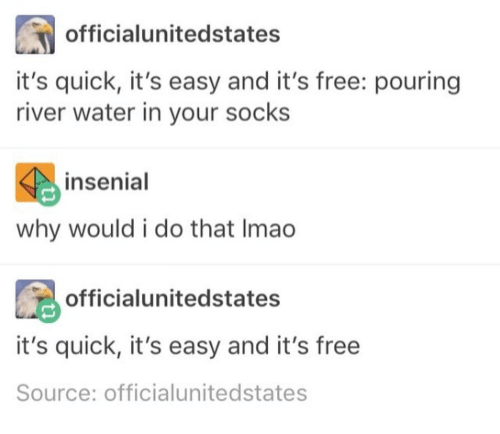 officialunitedstates
it's quick, it's easy and it's free: pouring
river water in your socks
insenial
why would i do that lmao
officialunitedstates
it's quick, it's easy and it's free
Source: officialunitedstates